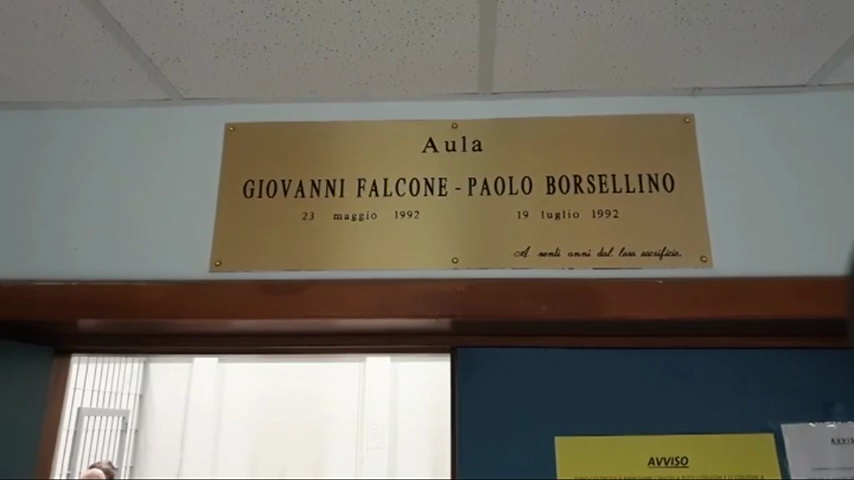 Aula
GIOVANNI FALCONE - PAOLO BORSELLINO
23 maggio 1992 19 luglio 1992
A venti anni dal loro sacrificio.
AVVISO